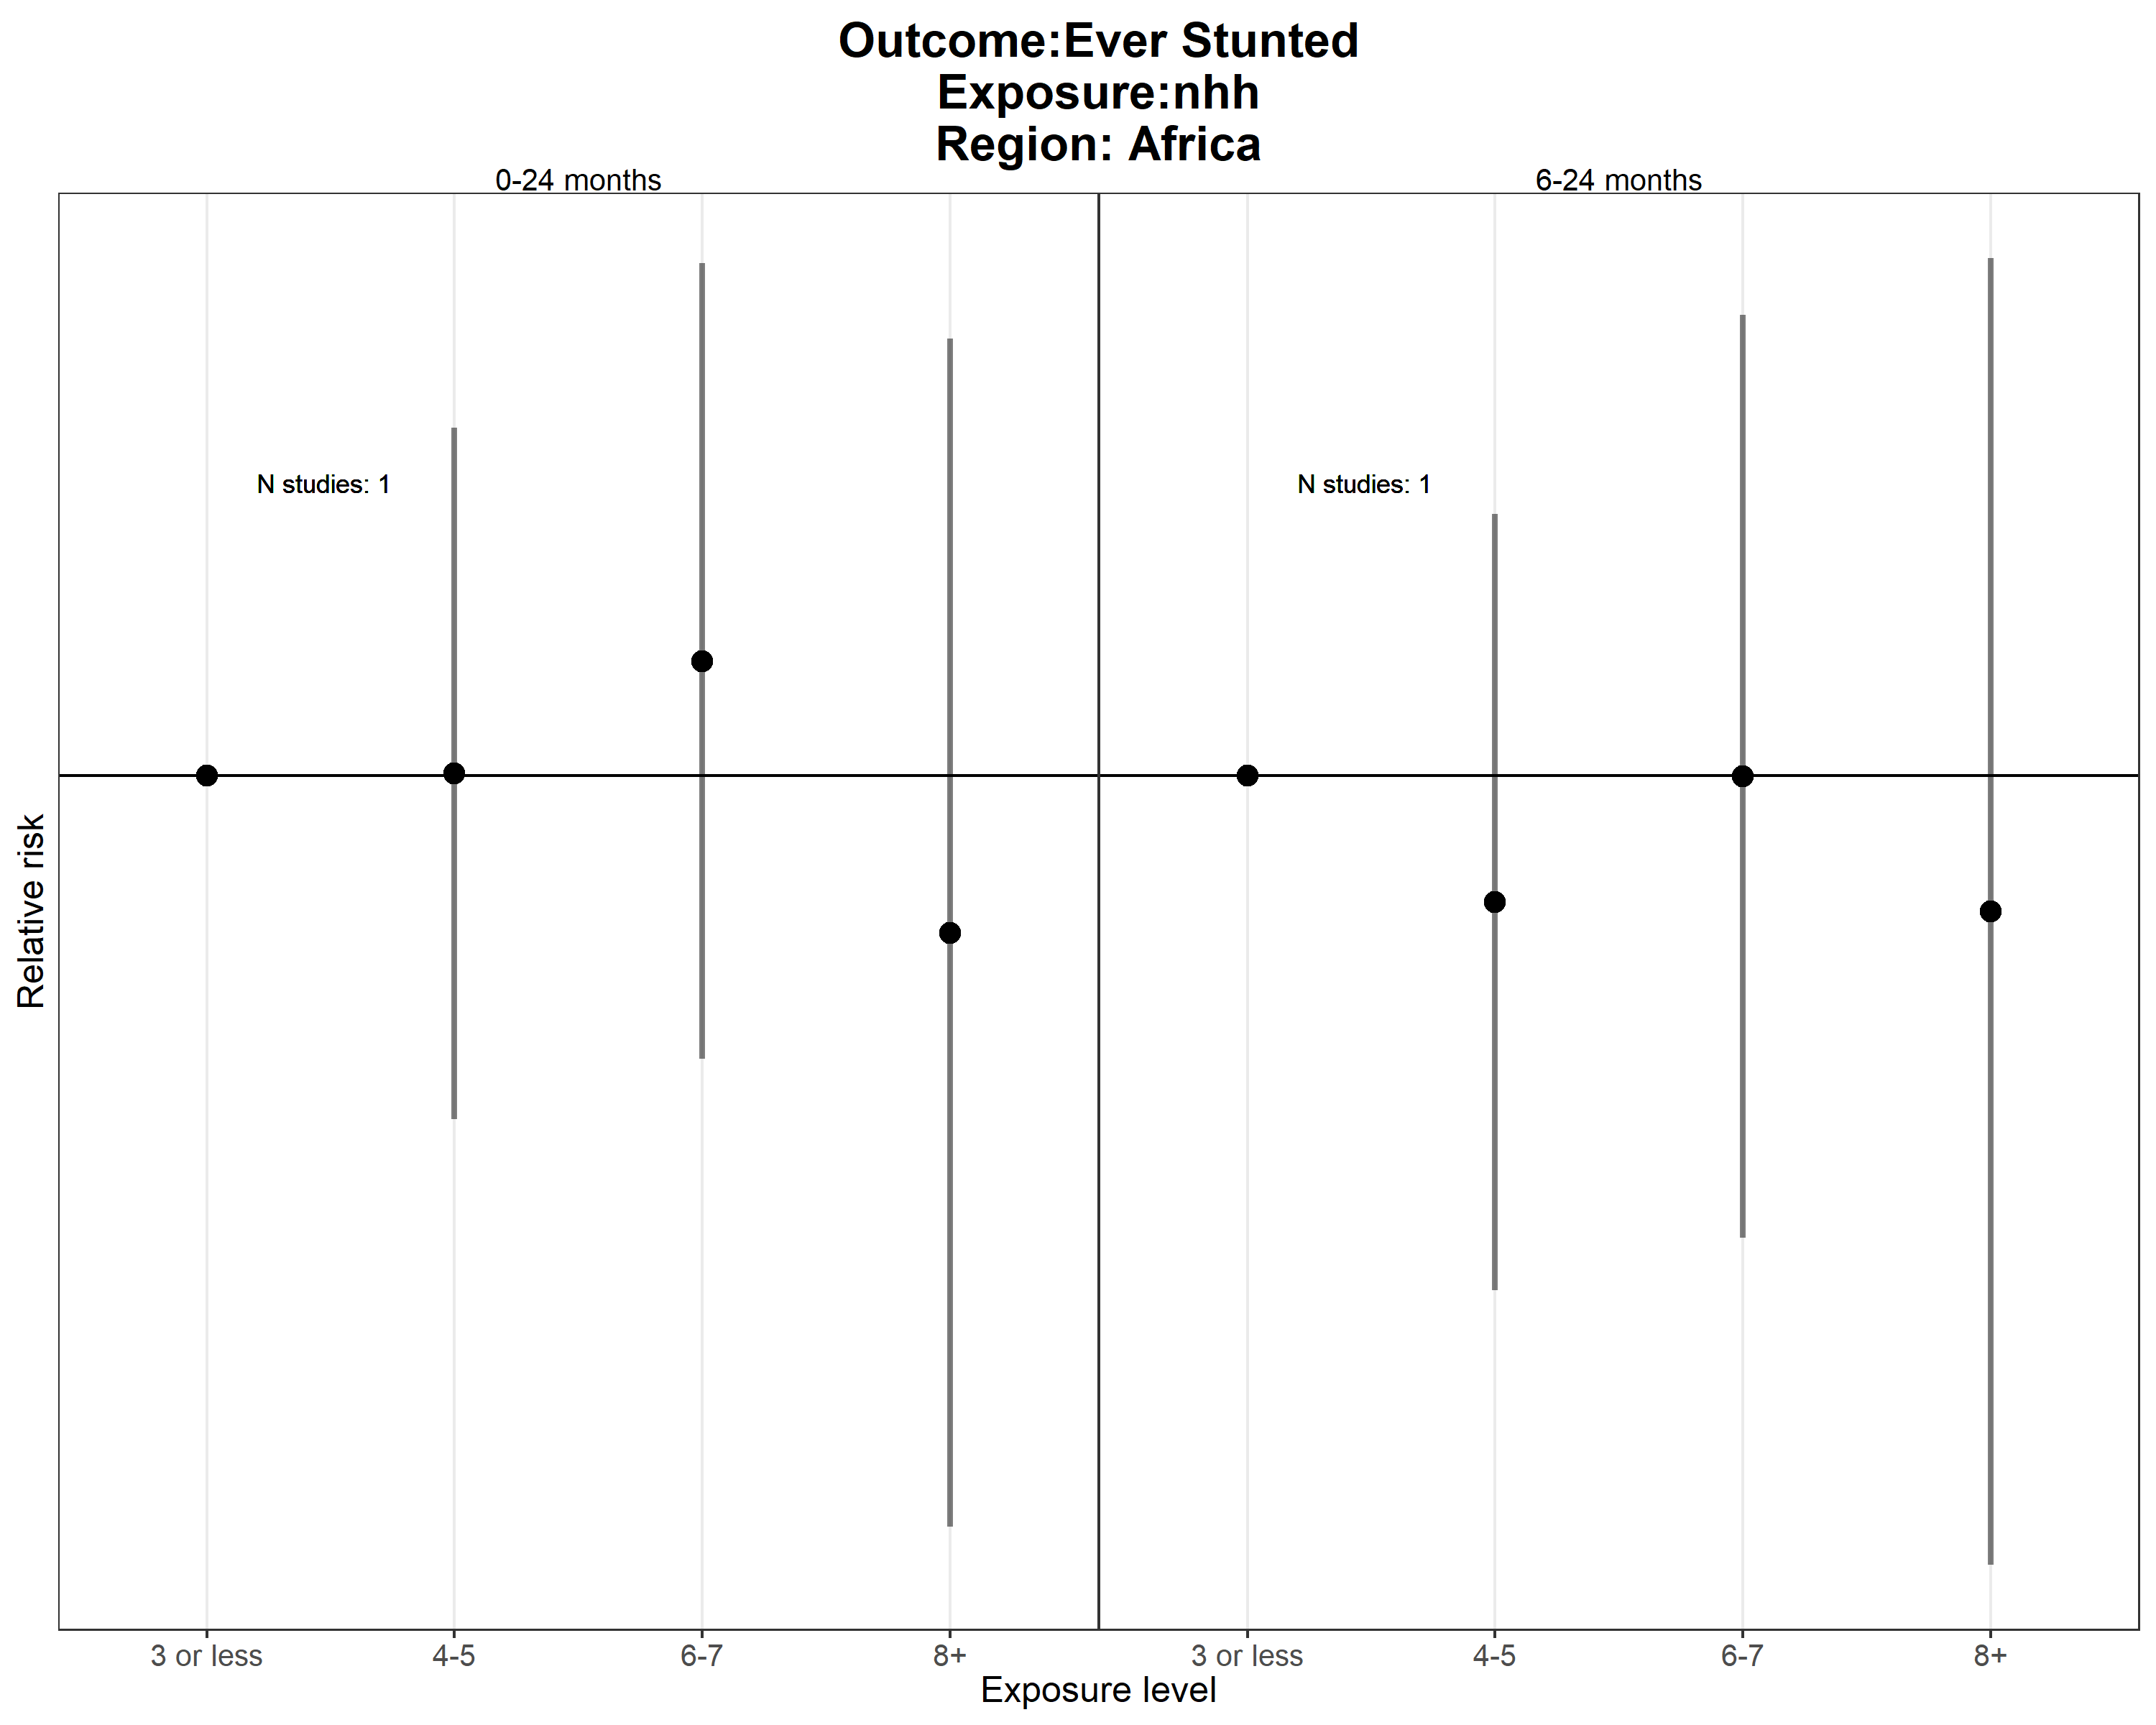 Outcome:Ever Stunted
Exposure:nhh
Region: Africa
0-24 months
6-24 months
N studies: 1
N studies: 1
Relative risk
3 or less
4-5
6-7
8+
3 or less
4-5
6-7
8+
Exposure level